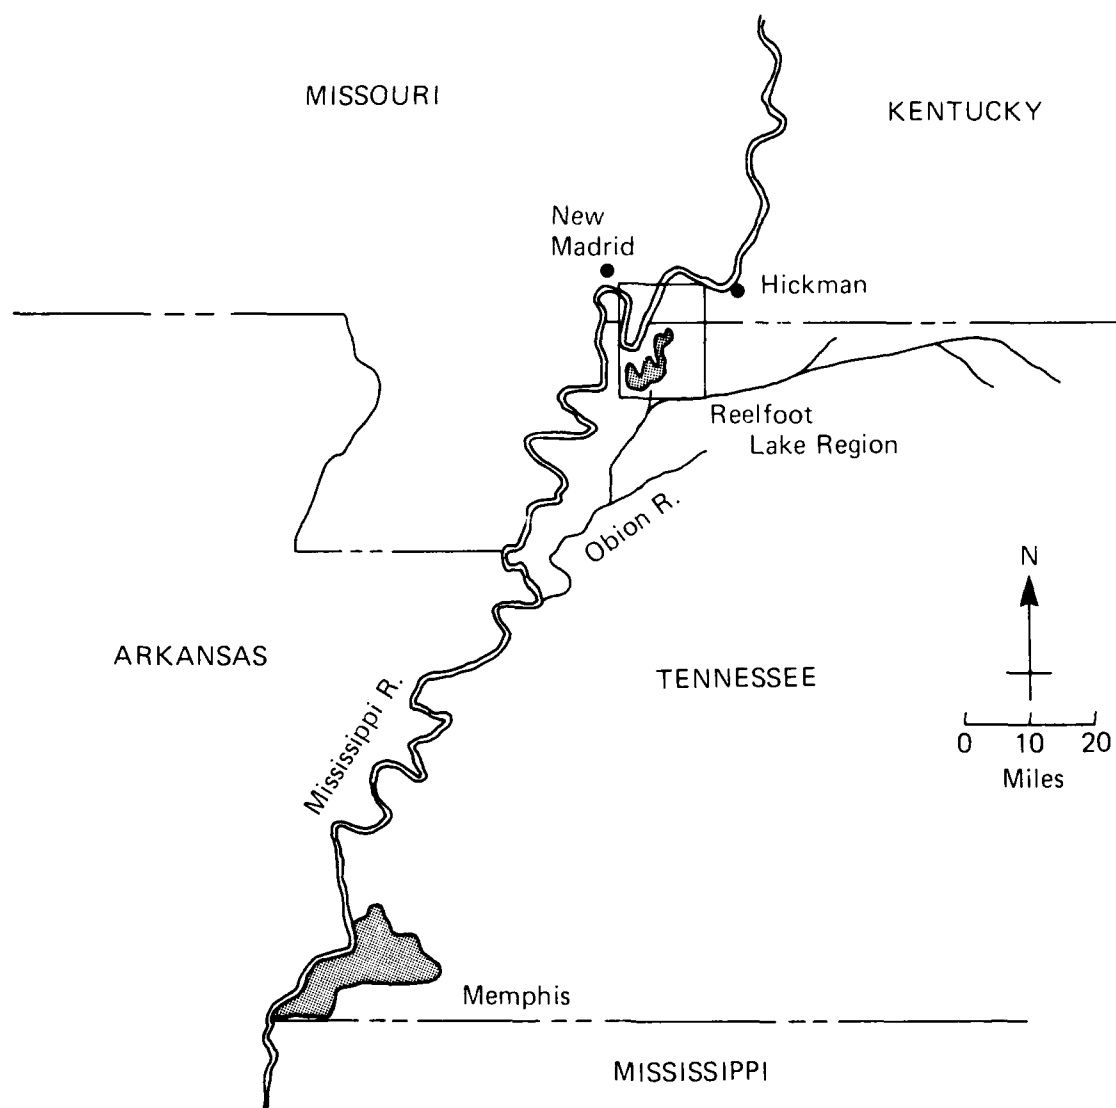 MISSOURI
KENTUCKY
New
Madrid
Hickman
Reelfoot
Lake Region
Obion R.
N
ARKANSAS
TENNESSEE
Mississippi R.
0 10 20
Miles
Memphis
MISSISSIPPI